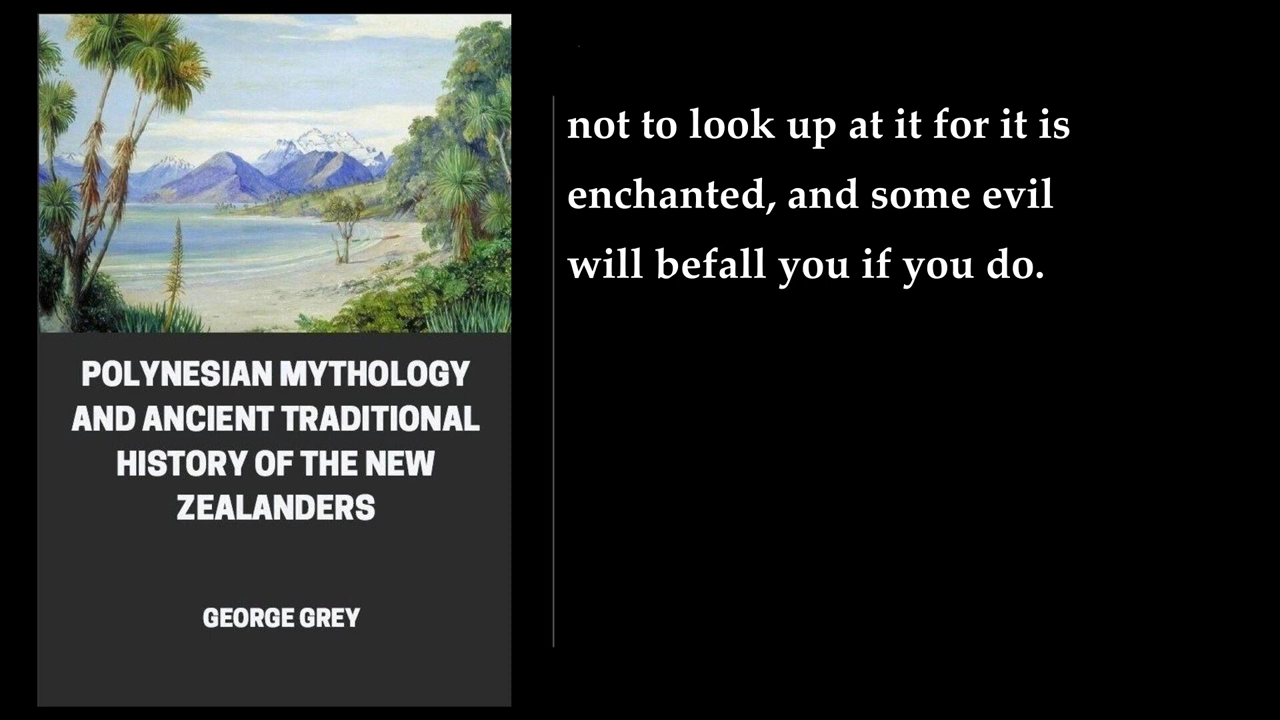 POLYNESIAN MYTHOLOGY
AND ANCIENT TRADITIONAL
HISTORY OF THE NEW
ZEALANDERS
GEORGE GREY
not to look up at it for it is
enchanted, and some evil
will befall you if you do.